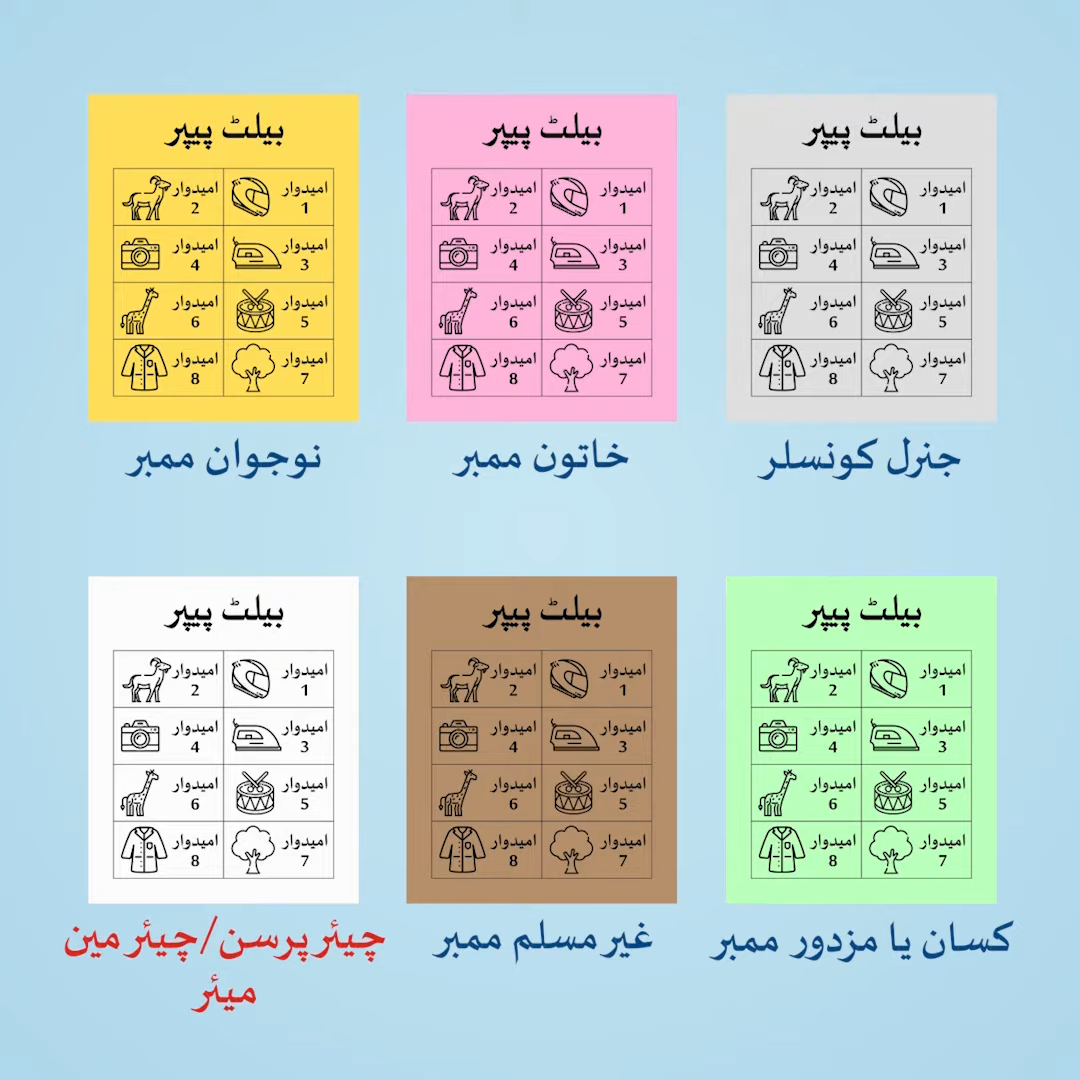 بیلٹ پیپر
امیدوار 1 امیدوار 2
امیدوار 3 امیدوار 4
امیدوار 5 امیدوار 6
امیدوار 7 امیدوار 8
جنرل کونسلر
بیلٹ پیپر
امیدوار 1 امیدوار 2
امیدوار 3 امیدوار 4
امیدوار 5 امیدوار 6
امیدوار 7 امیدوار 8
خاتون ممبر
بیلٹ پیپر
امیدوار 1 امیدوار 2
امیدوار 3 امیدوار 4
امیدوار 5 امیدوار 6
امیدوار 7 امیدوار 8
نوجوان ممبر
بیلٹ پیپر
امیدوار 1 امیدوار 2
امیدوار 3 امیدوار 4
امیدوار 5 امیدوار 6
امیدوار 7 امیدوار 8
کسان یا مزدور ممبر
بیلٹ پیپر
امیدوار 1 امیدوار 2
امیدوار 3 امیدوار 4
امیدوار 5 امیدوار 6
امیدوار 7 امیدوار 8
غیر مسلم ممبر
بیلٹ پیپر
امیدوار 1 امیدوار 2
امیدوار 3 امیدوار 4
امیدوار 5 امیدوار 6
امیدوار 7 امیدوار 8
چیئر پرسن/چیئر مین
میئر